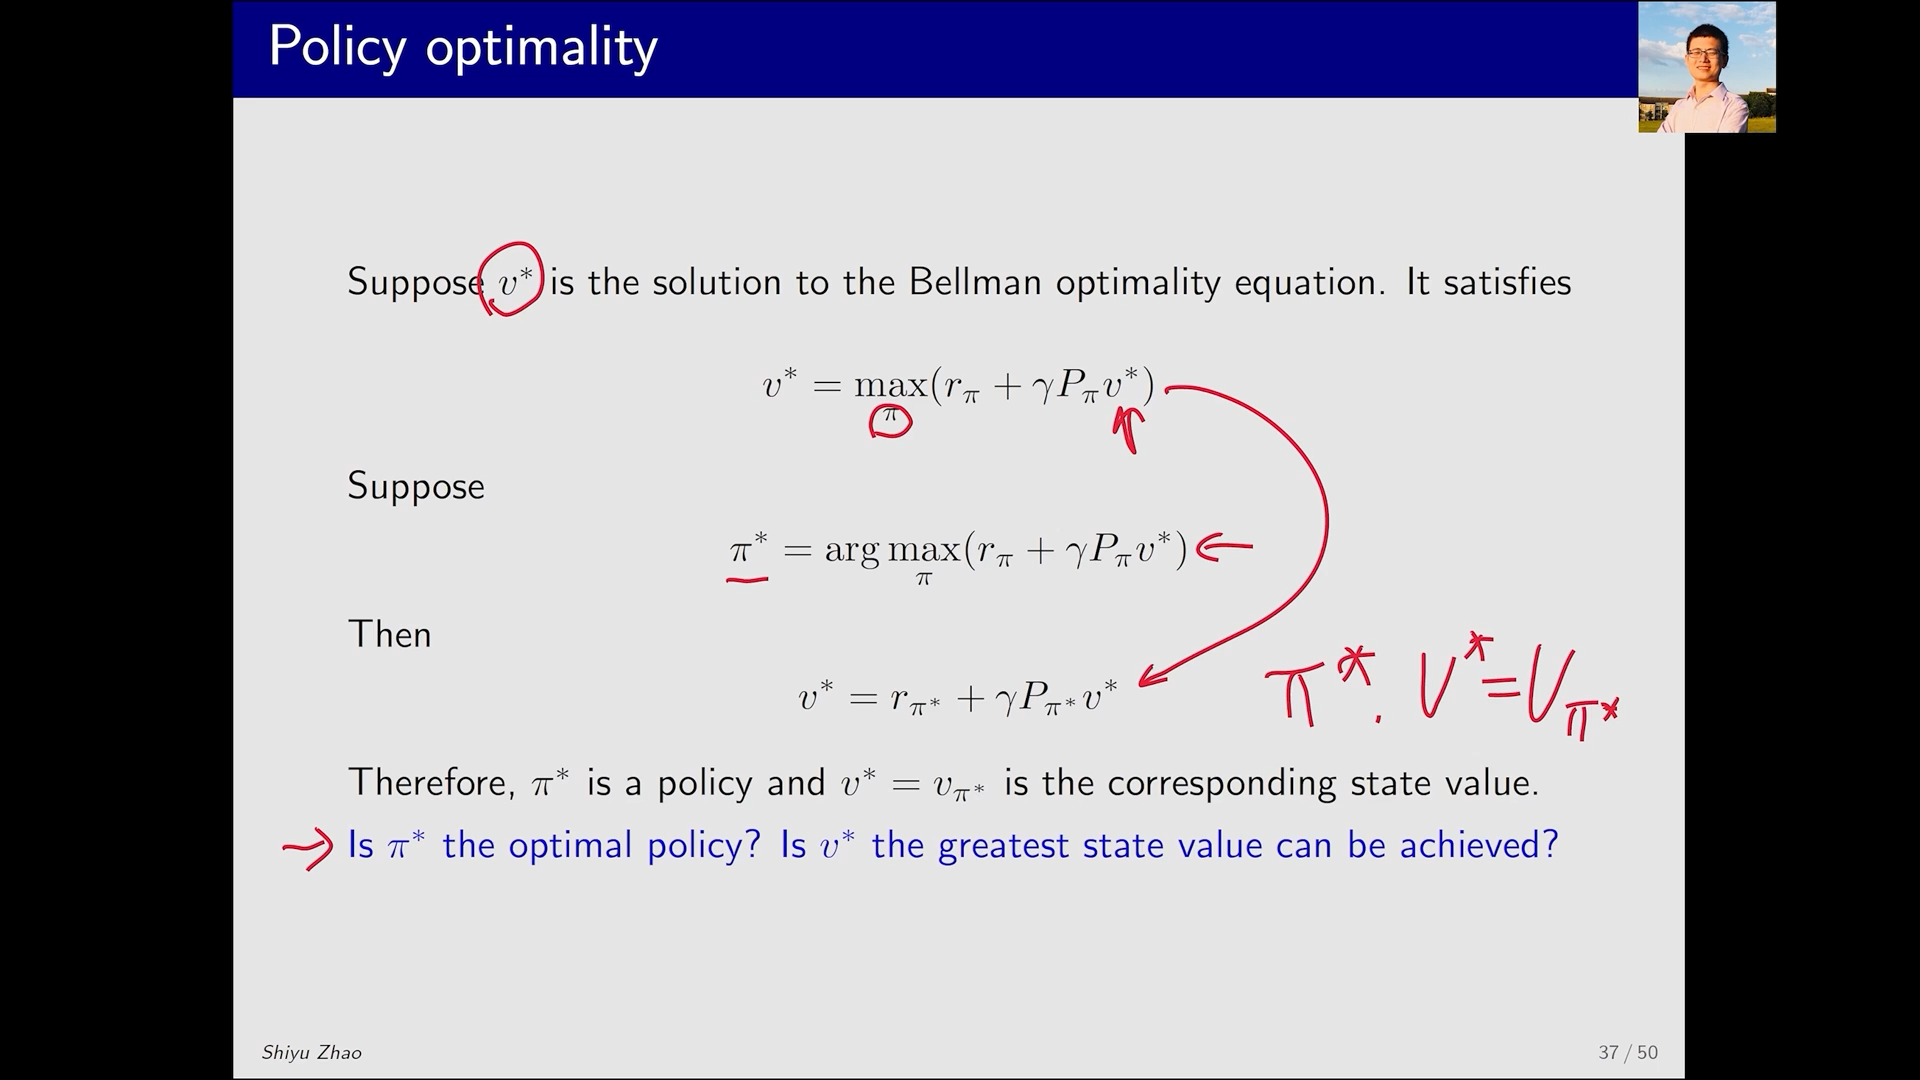 Policy optimality
Suppose v* is the solution to the Bellman optimality equation. It satisfies
v* = max_π(r_π + γP_π v*)
Suppose
π* = arg max_π(r_π + γP_π v*)
Then
v* = r_π* + γP_π* v*
π*. V* = V_π*
Therefore, π* is a policy and v* = v_π* is the corresponding state value.
Is π* the optimal policy? Is v* the greatest state value can be achieved?
Shiyu Zhao
37 / 50